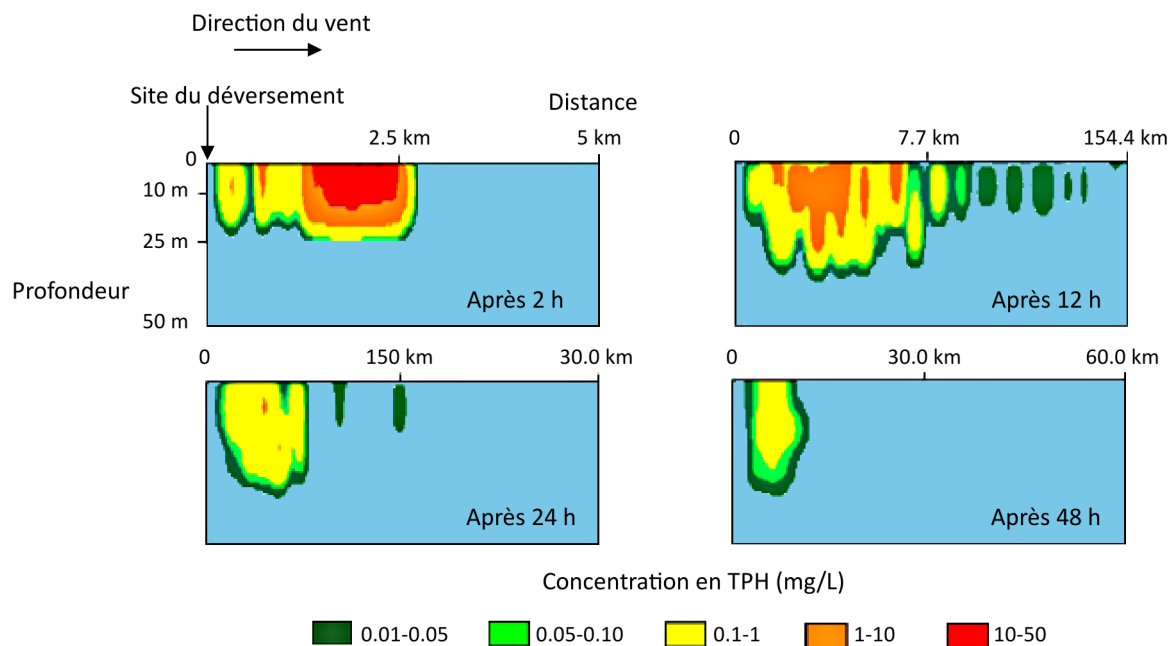 Direction du vent
Site du déversement
Distance
0
2.5 km
5 km
0
10 m
25 m
50 m
Profondeur
Après 2 h
0
7.7 km
154.4 km
Après 12 h
0
150 km
30.0 km
Après 24 h
0
30.0 km
60.0 km
Après 48 h
Concentration en TPH (mg/L)
0.01-0.05
0.05-0.10
0.1-1
1-10
10-50